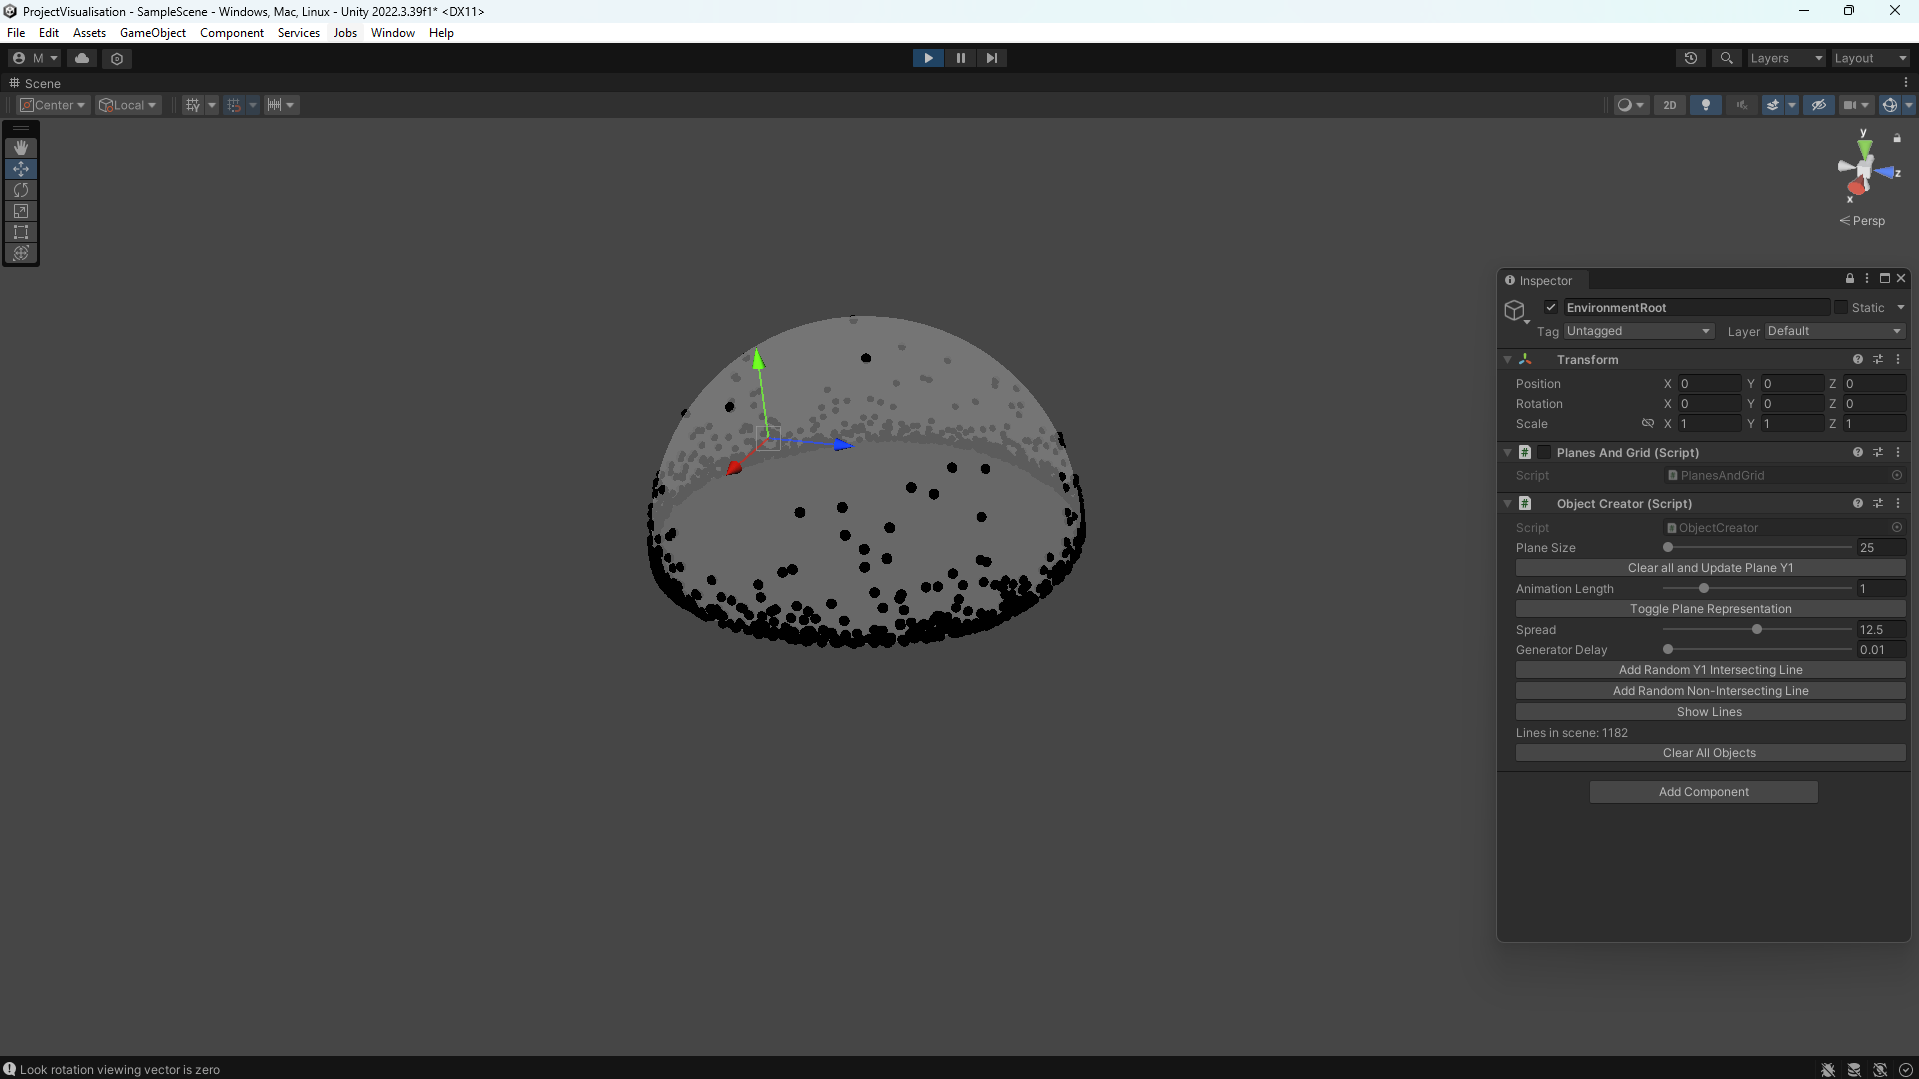 ProjectVisualisation - SampleScene - Windows, Mac, Linux - Unity 2022.3.39f1* <DX11>
File Edit Assets GameObject Component Services Jobs Window Help
M Layers Layout
Scene
Center Local 2D
y
z
x
Persp
Inspector
EnvironmentRoot Static
Tag Untagged Layer Default
Transform
Position X 0 Y 0 Z 0
Rotation X 0 Y 0 Z 0
Scale X 1 Y 1 Z 1
# Planes And Grid (Script)
Script PlanesAndGrid
# Object Creator (Script)
Script ObjectCreator
Plane Size 25
Clear all and Update Plane Y1
Animation Length 1
Toggle Plane Representation
Spread 12.5
Generator Delay 0.01
Add Random Y1 Intersecting Line
Add Random Non-Intersecting Line
Show Lines
Lines in scene: 1182
Clear All Objects
Add Component
Look rotation viewing vector is zero